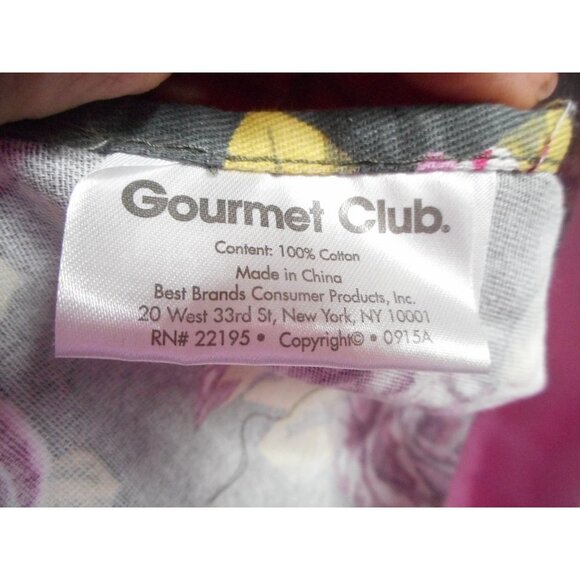 Gourmet Club®
Content: 100% Cotton
Made in China
Best Brands Consumer Products, Inc.
20 West 33rd St, New York, NY 10001
RN# 22195 • Copyright© • 0915A